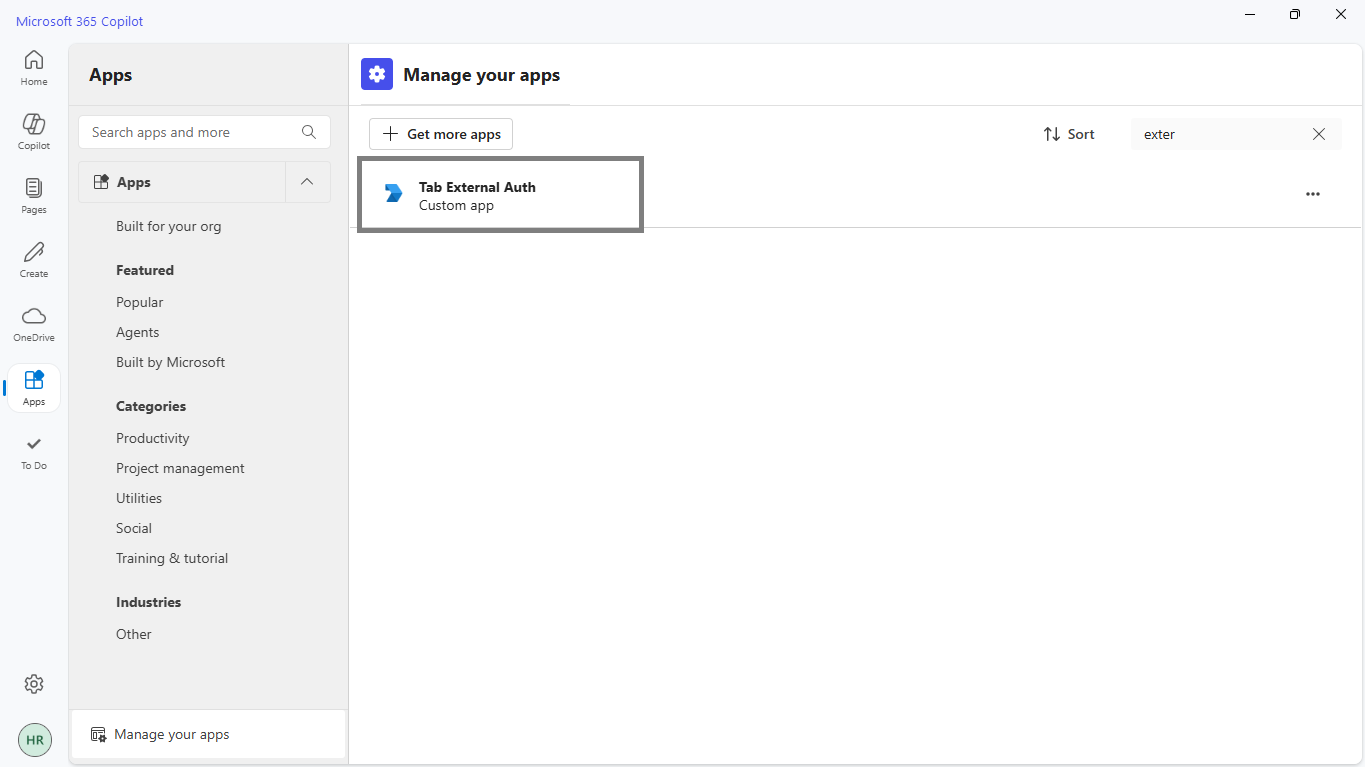 Microsoft 365 Copilot
Home
Copilot
Pages
Create
OneDrive
Apps
To Do
HR
Apps
Search apps and more
Apps
Built for your org
Featured
Popular
Agents
Built by Microsoft
Categories
Productivity
Project management
Utilities
Social
Training & tutorial
Industries
Other
Manage your apps
Manage your apps
Get more apps
Sort
exter
Tab External Auth
Custom app